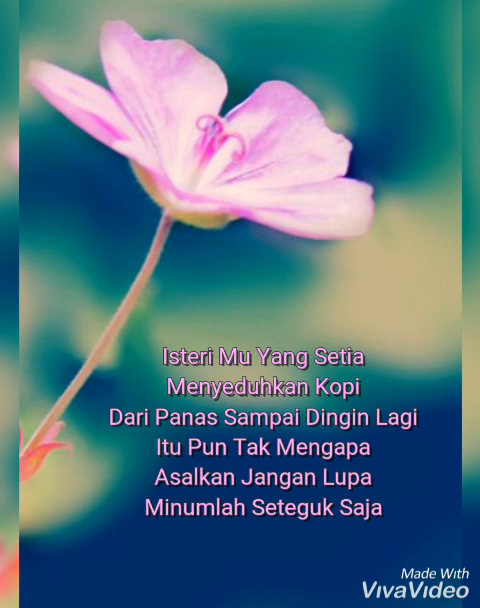 Isteri Mu Yang Setia
Menyeduhkan Kopi
Dari Panas Sampai Dingin Lagi
Itu Pun Tak Mengapa
Asalkan Jangan Lupa
Minumlah Seteguk Saja
Made With
VivaVideo